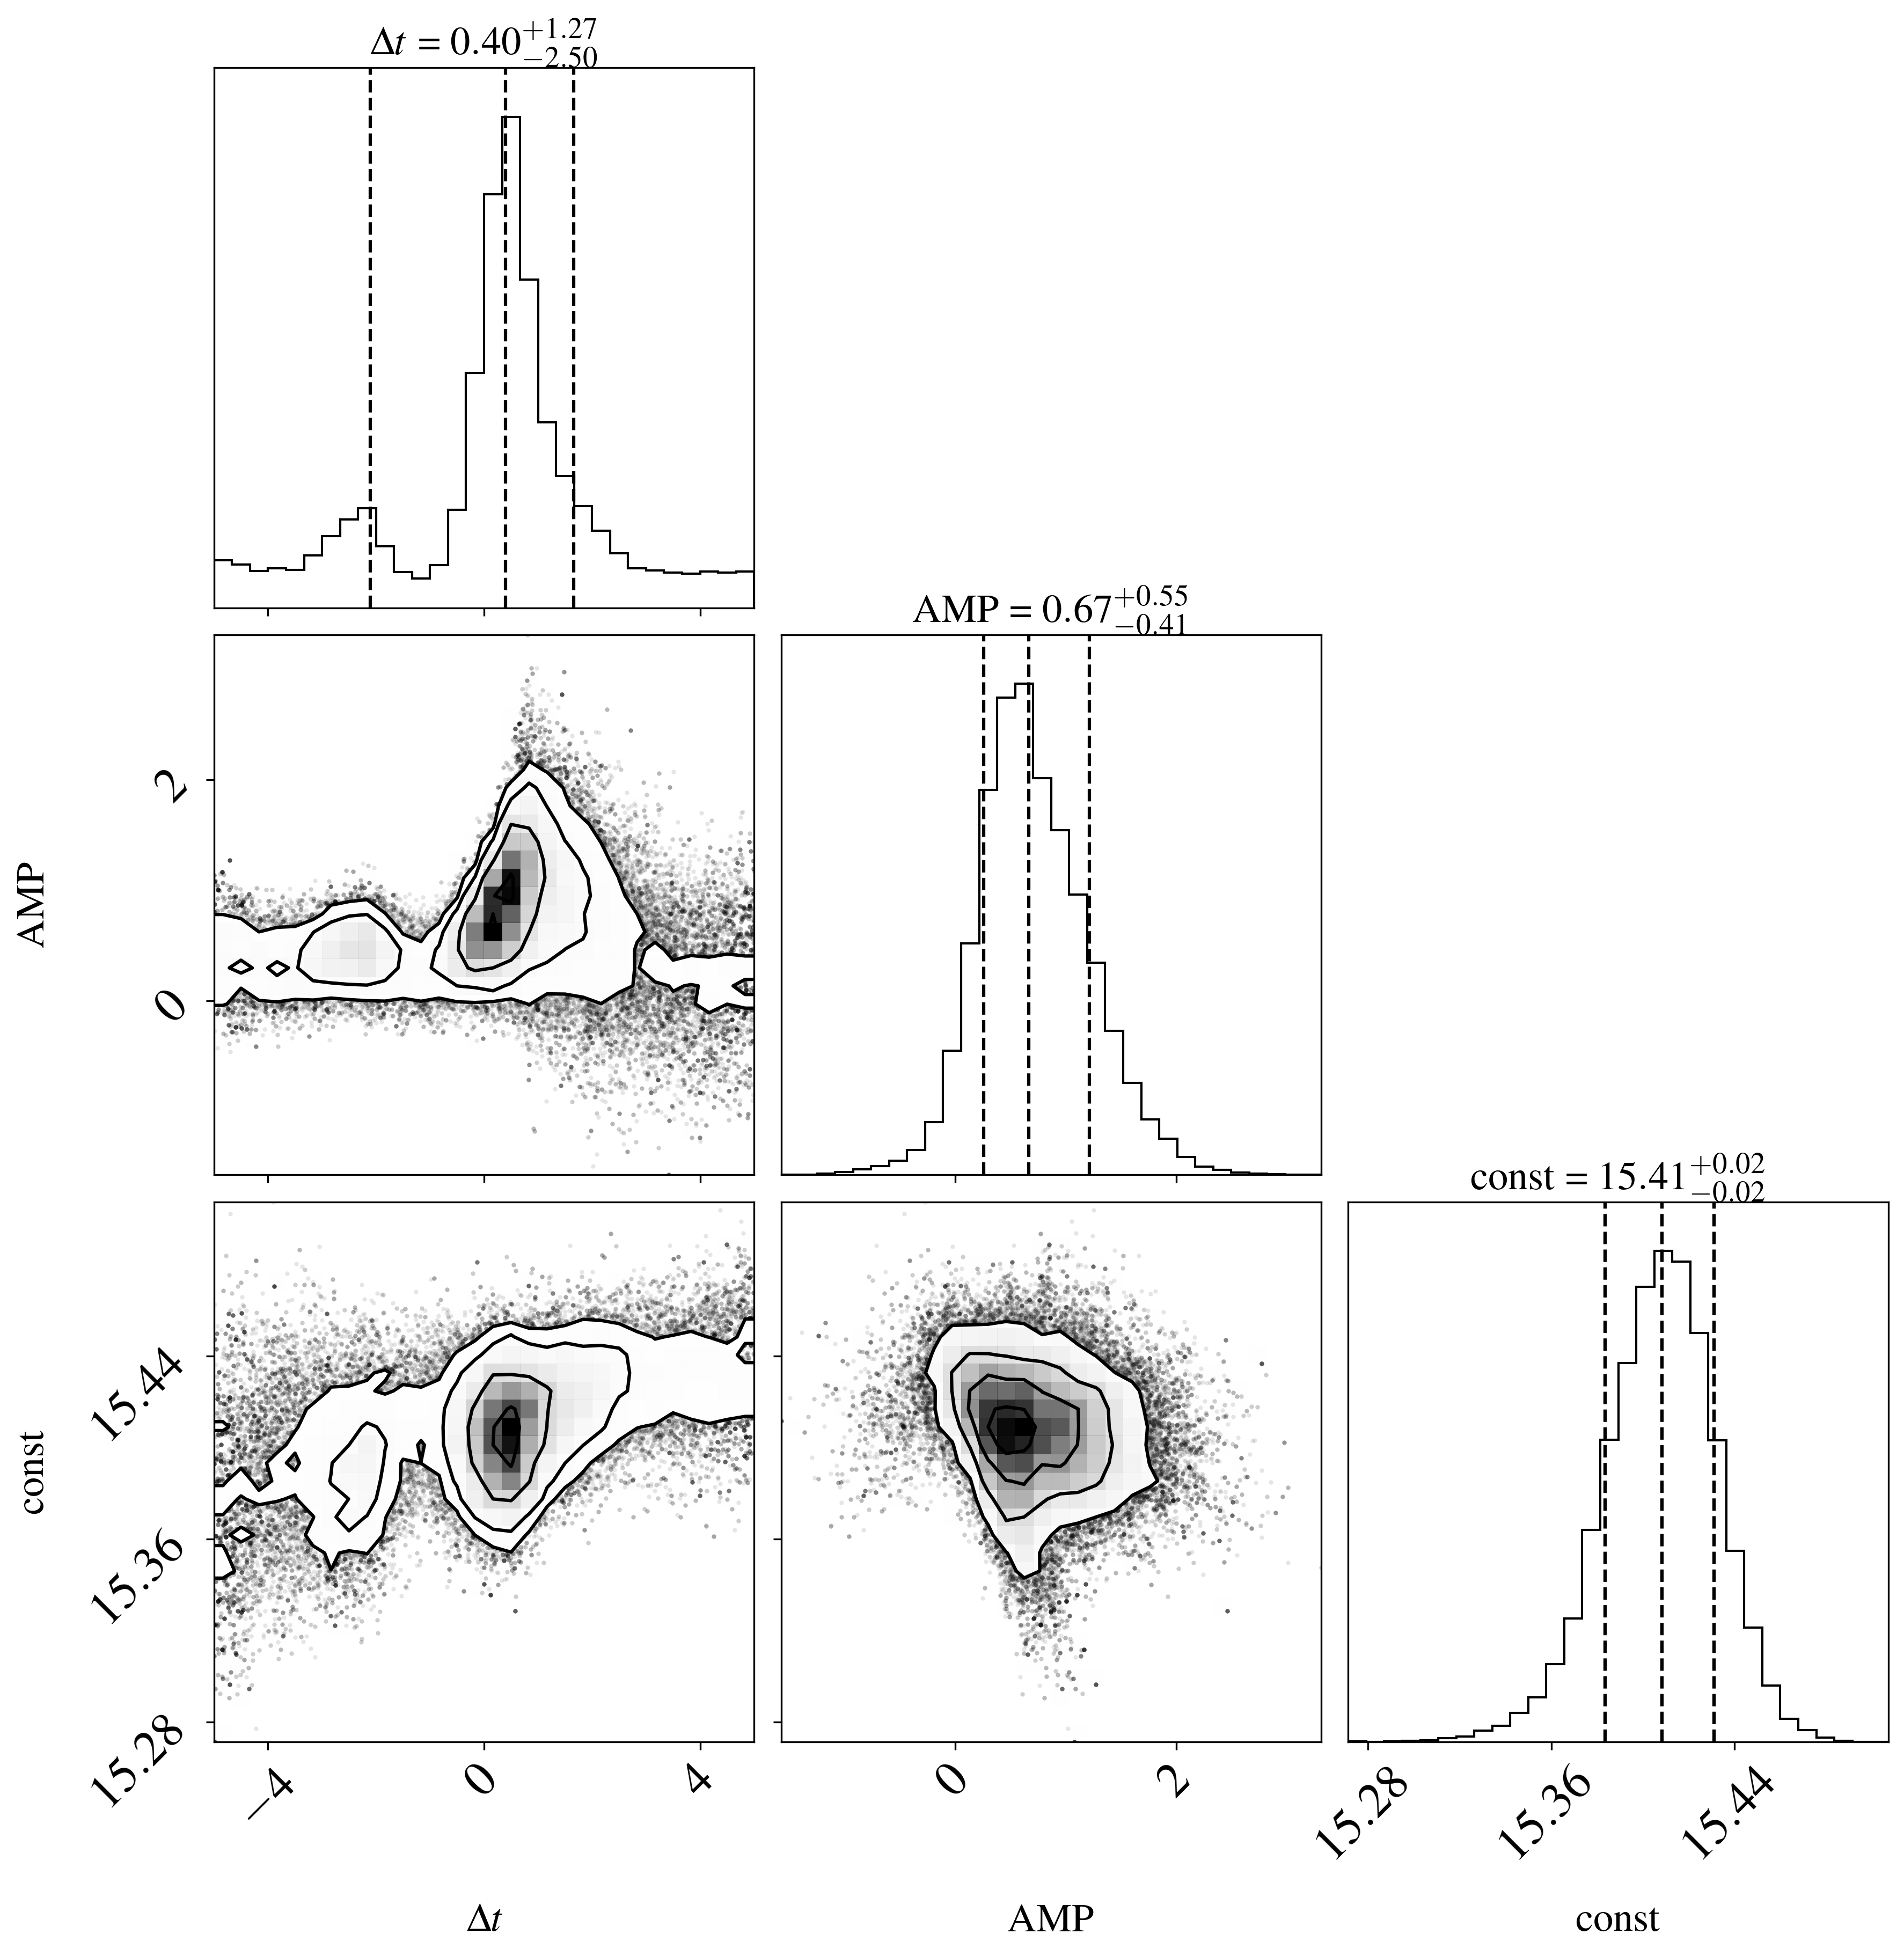 Δt = 0.40+1.27−2.50
AMP = 0.67+0.55−0.41
2
0
AMP
const = 15.41+0.02−0.02
15.44
15.36
15.28
const
−4 0 4 0 2 15.28 15.36 15.44
Δt AMP const